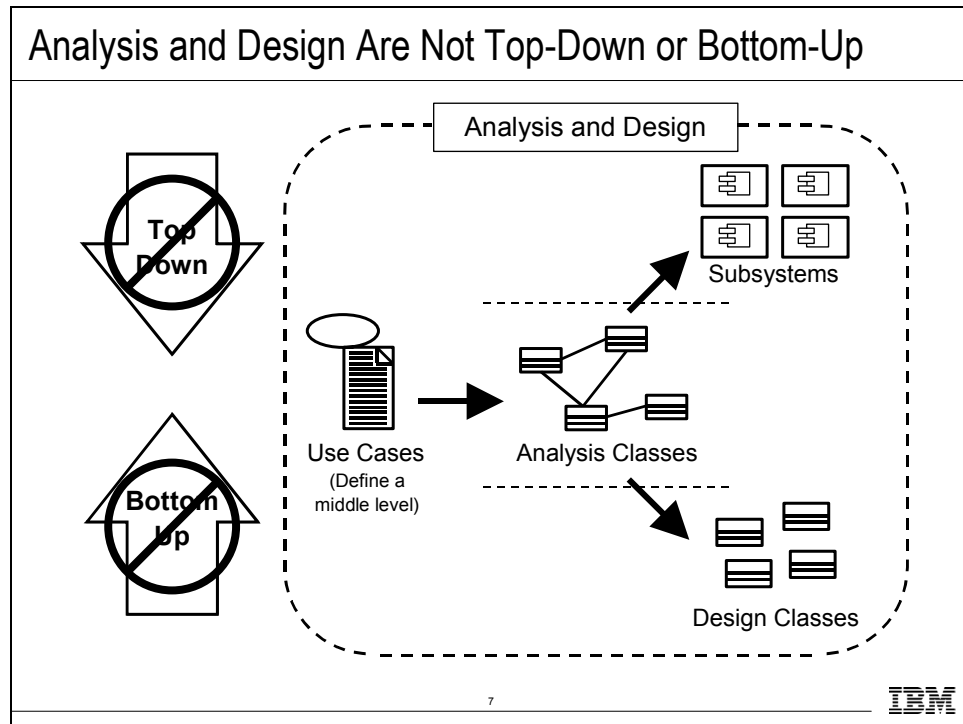 Analysis and Design Are Not Top-Down or Bottom-Up
Analysis and Design
Top
Down
Subsystems
Use Cases
(Define a
middle level)
Analysis Classes
Bottom
Up
Design Classes
7
IBM